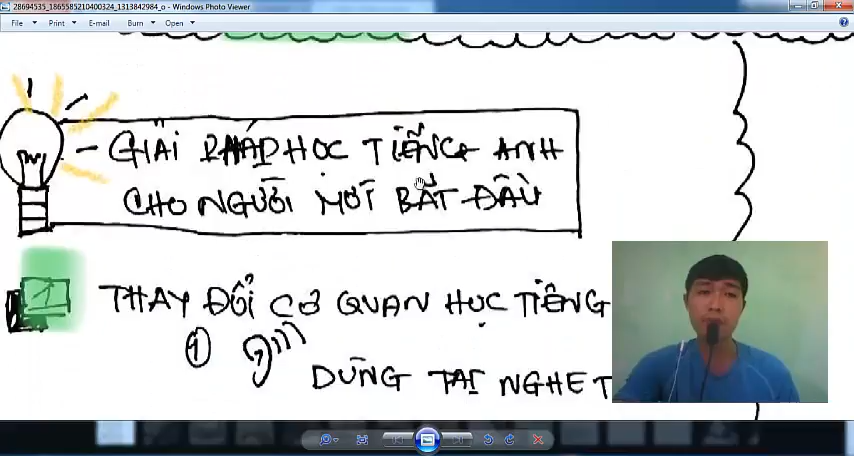 28694535_1865585210400324_1313842984_o - Windows Photo Viewer
File Print E-mail Burn Open
- GIẢI PHÁP HỌC TIẾNG ANH
CHO NGƯỜI MỚI BẮT ĐẦU
1
THAY ĐỔI CƠ QUAN HỌC TIẾNG
1
DÙNG TAI NGHE T